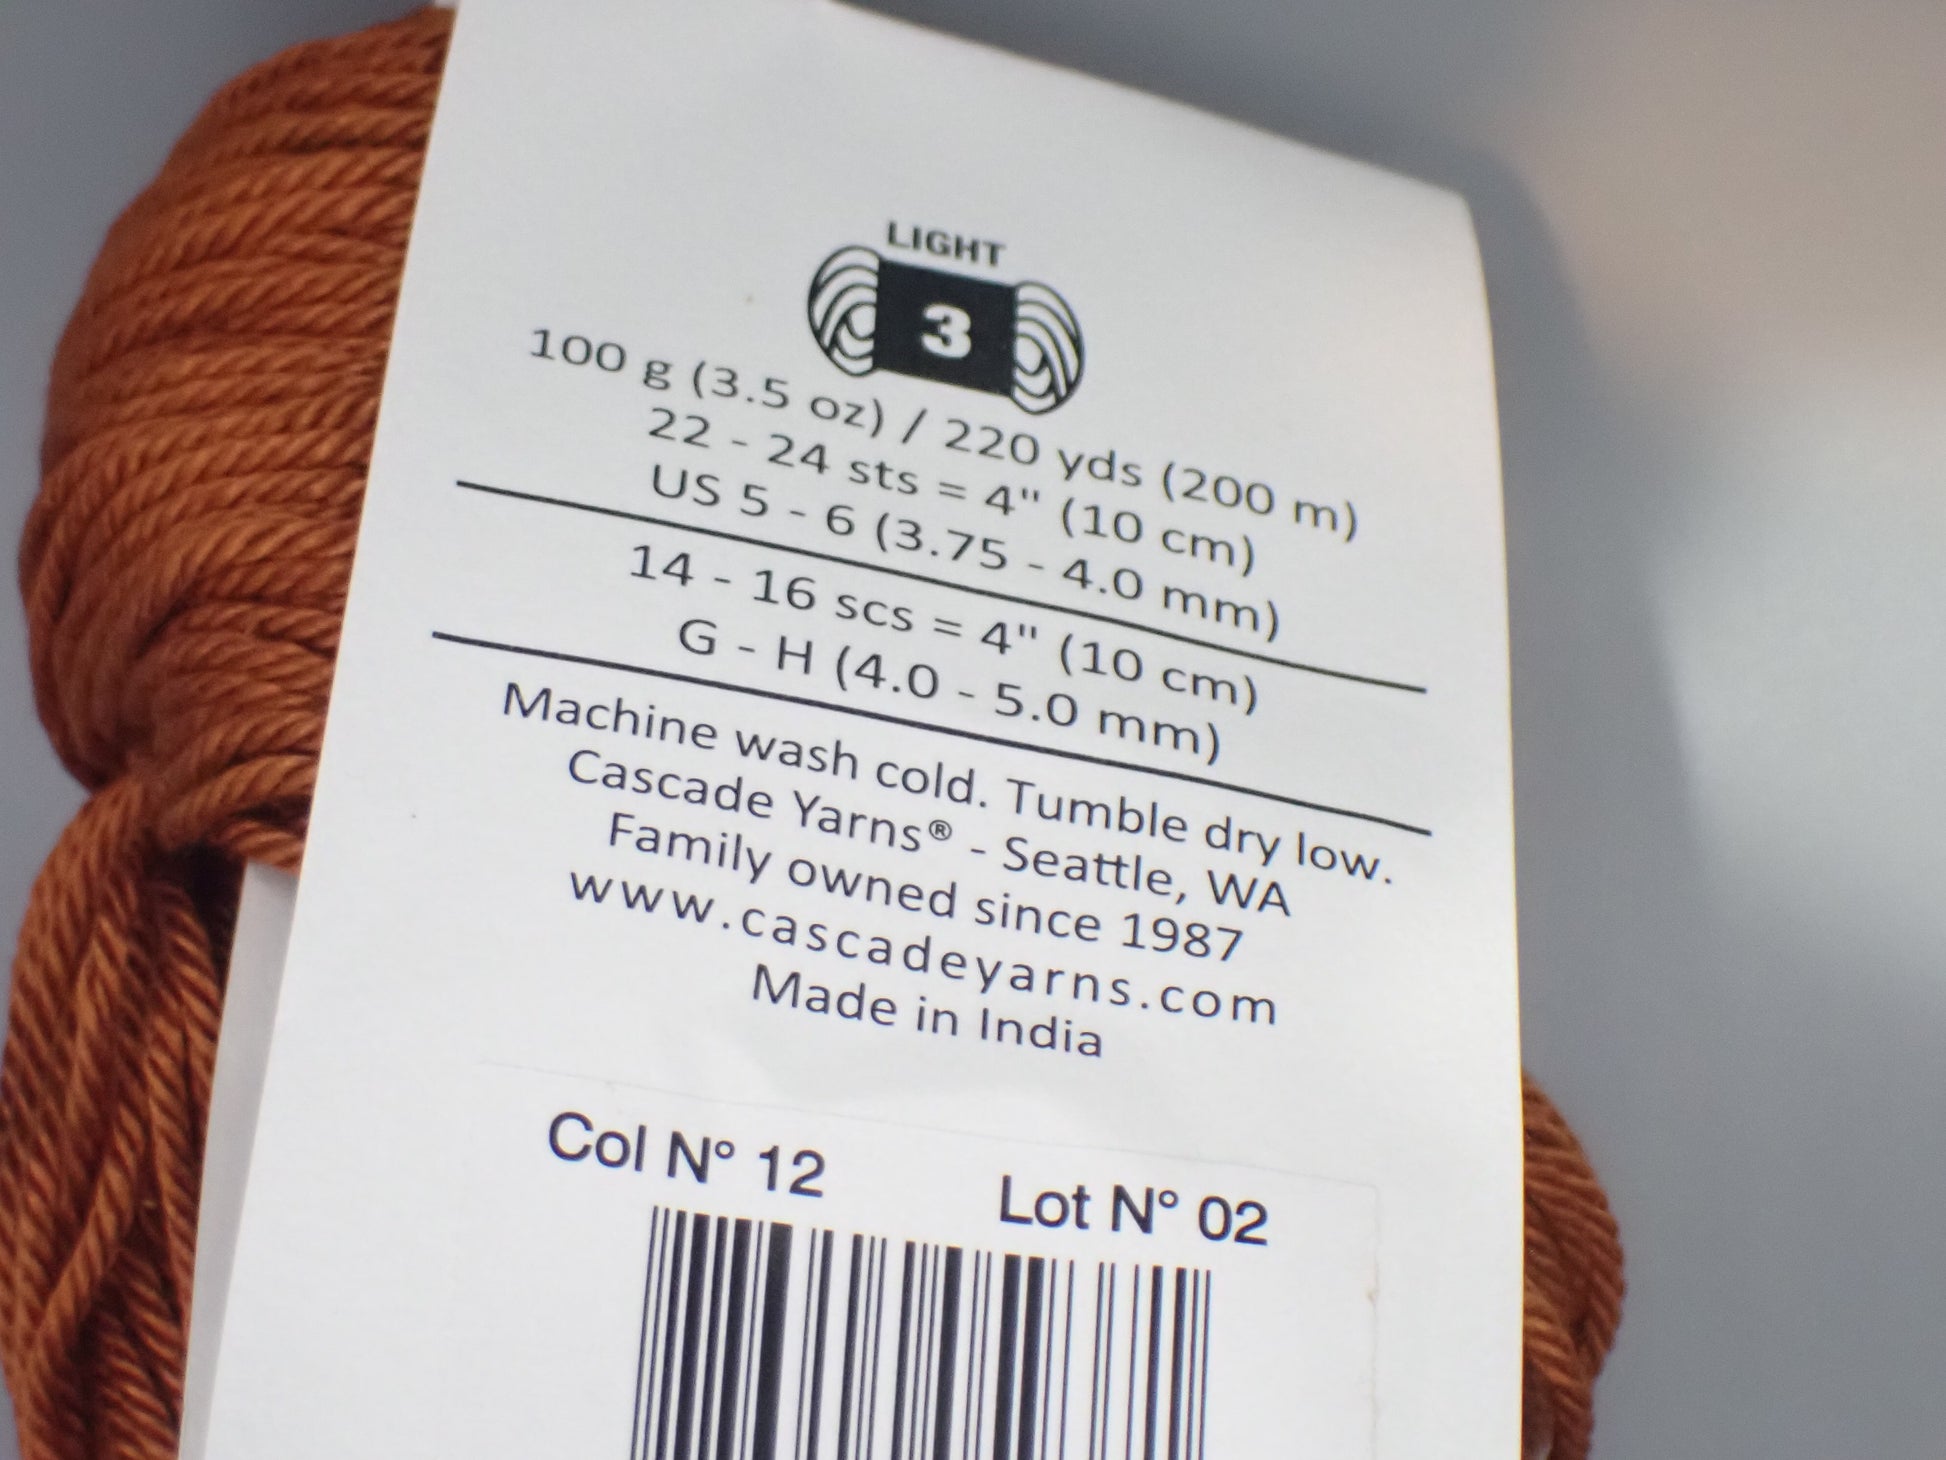 LIGHT
3
100 g (3.5 oz) / 220 yds (200 m)
22 - 24 sts = 4" (10 cm)
US 5 - 6 (3.75 - 4.0 mm)
14 - 16 scs = 4" (10 cm)
G - H (4.0 - 5.0 mm)
Machine wash cold. Tumble dry low.
Cascade Yarns® - Seattle, WA
Family owned since 1987
www.cascadeyarns.com
Made in India
Col N° 12 Lot N° 02